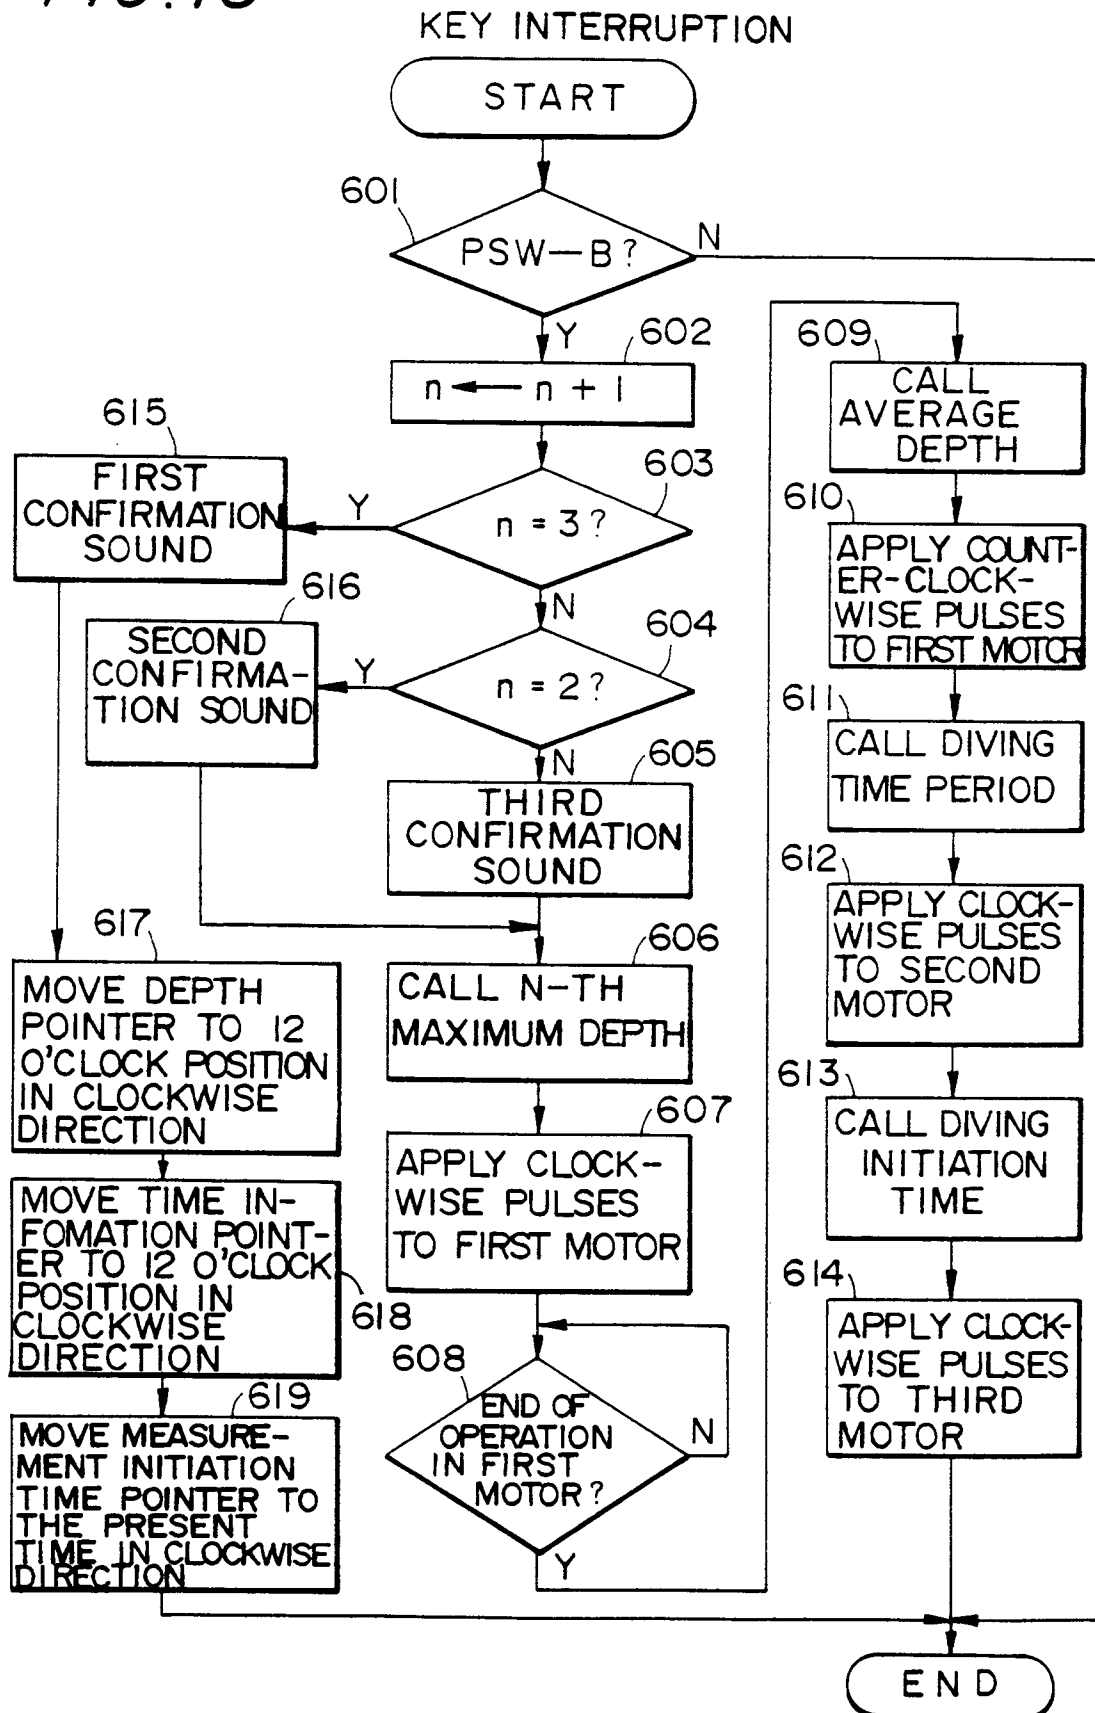 KEY INTERRUPTION
START
601
PSW—B?
N
Y
602
n ← n + 1
603
n = 3?
Y
N
615
FIRST
CONFIRMATION
SOUND
604
n = 2?
Y
N
616
SECOND
CONFIRMA-
TION SOUND
605
THIRD
CONFIRMATION
SOUND
606
CALL N-TH
MAXIMUM DEPTH
607
APPLY CLOCK-
WISE PULSES
TO FIRST MOTOR
608
END OF
OPERATION
IN FIRST
MOTOR?
N
Y
617
MOVE DEPTH
POINTER TO 12
O'CLOCK POSITION
IN CLOCKWISE
DIRECTION
MOVE TIME IN-
FOMATION POINT-
ER TO 12 O'CLOCK
POSITION IN
CLOCKWISE
DIRECTION
618
619
MOVE MEASURE-
MENT INITIATION
TIME POINTER TO
THE PRESENT
TIME IN CLOCKWISE
DIRECTION
609
CALL
AVERAGE
DEPTH
610
APPLY COUNT-
ER-CLOCK-
WISE PULSES
TO FIRST MOTOR
611
CALL DIVING
TIME PERIOD
612
APPLY CLOCK-
WISE PULSES
TO SECOND
MOTOR
613
CALL DIVING
INITIATION
TIME
614
APPLY CLOCK-
WISE PULSES
TO THIRD
MOTOR
END